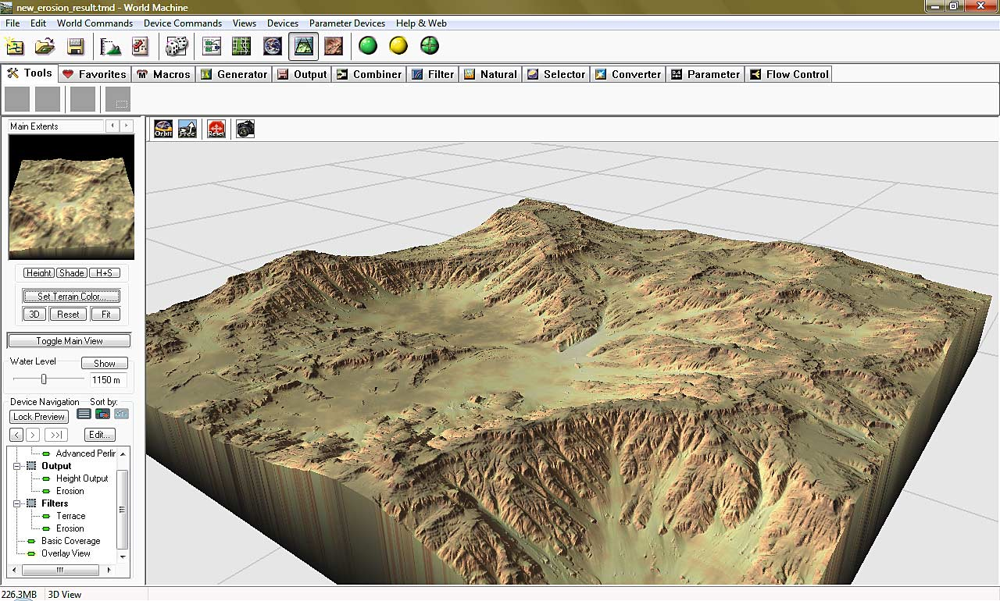 new_erosion_result.tmd - World Machine
File Edit World Commands Device Commands Views Devices Parameter Devices Help & Web
Tools Favorites Macros Generator Output Combiner Filter Natural Selector Converter Parameter Flow Control
Main Extents
Orbit Free Reset
Height Shade H+S
Set Terrain Color...
3D Reset Fit
Toggle Main View
Water Level Show
1150 m
Device Navigation Sort by:
Lock Preview
< > >>| Edit...
Advanced Perlin
Output
Height Output
Erosion
Filters
Terrace
Erosion
Basic Coverage
Overlay View
226.3MB 3D View